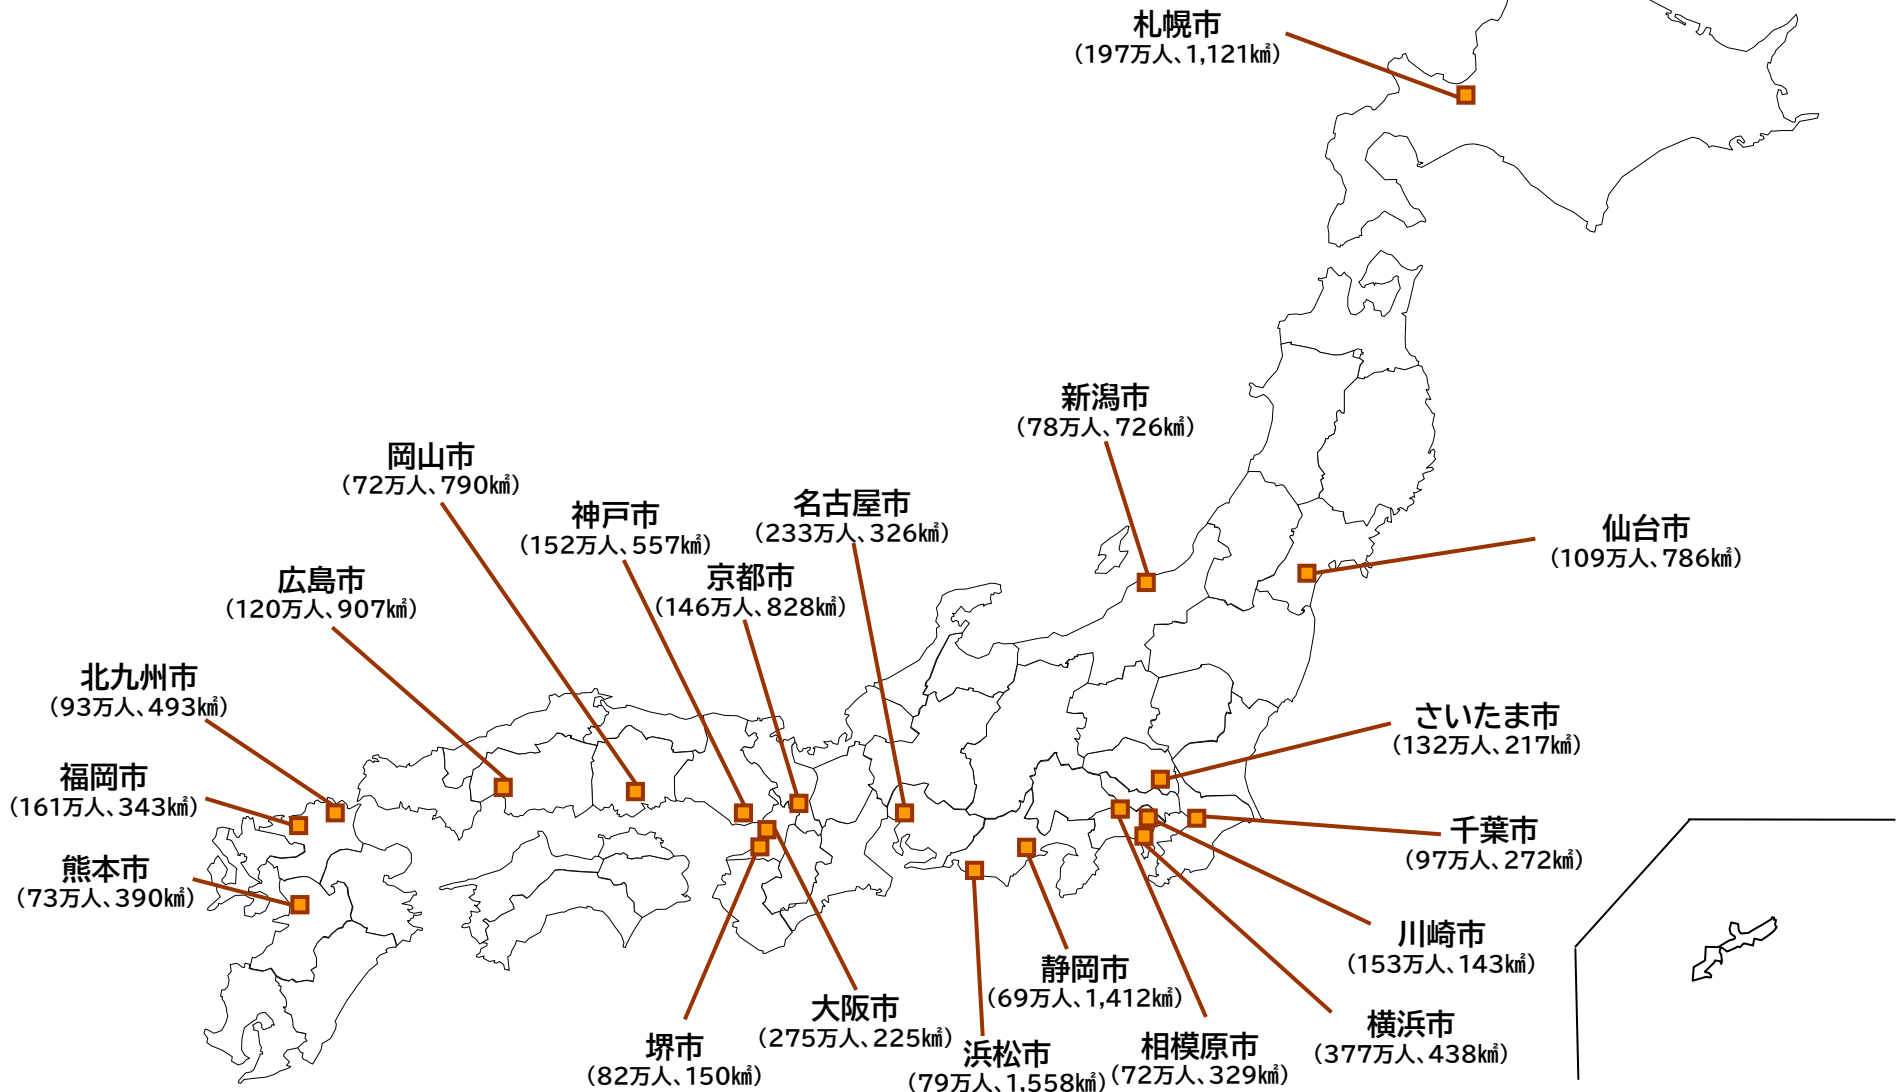 札幌市
（197万人、1,121㎢）
新潟市
（78万人、726㎢）
岡山市
（72万人、790㎢）
名古屋市
（233万人、326㎢）
神戸市
（152万人、557㎢）
仙台市
（109万人、786㎢）
京都市
（146万人、828㎢）
広島市
（120万人、907㎢）
北九州市
（93万人、493㎢）
さいたま市
（132万人、217㎢）
福岡市
（161万人、343㎢）
千葉市
（97万人、272㎢）
熊本市
（73万人、390㎢）
川崎市
（153万人、143㎢）
静岡市
（69万人、1,412㎢）
大阪市
（275万人、225㎢）
横浜市
（377万人、438㎢）
堺市
（82万人、150㎢）
浜松市
（79万人、1,558㎢）
相模原市
（72万人、329㎢）